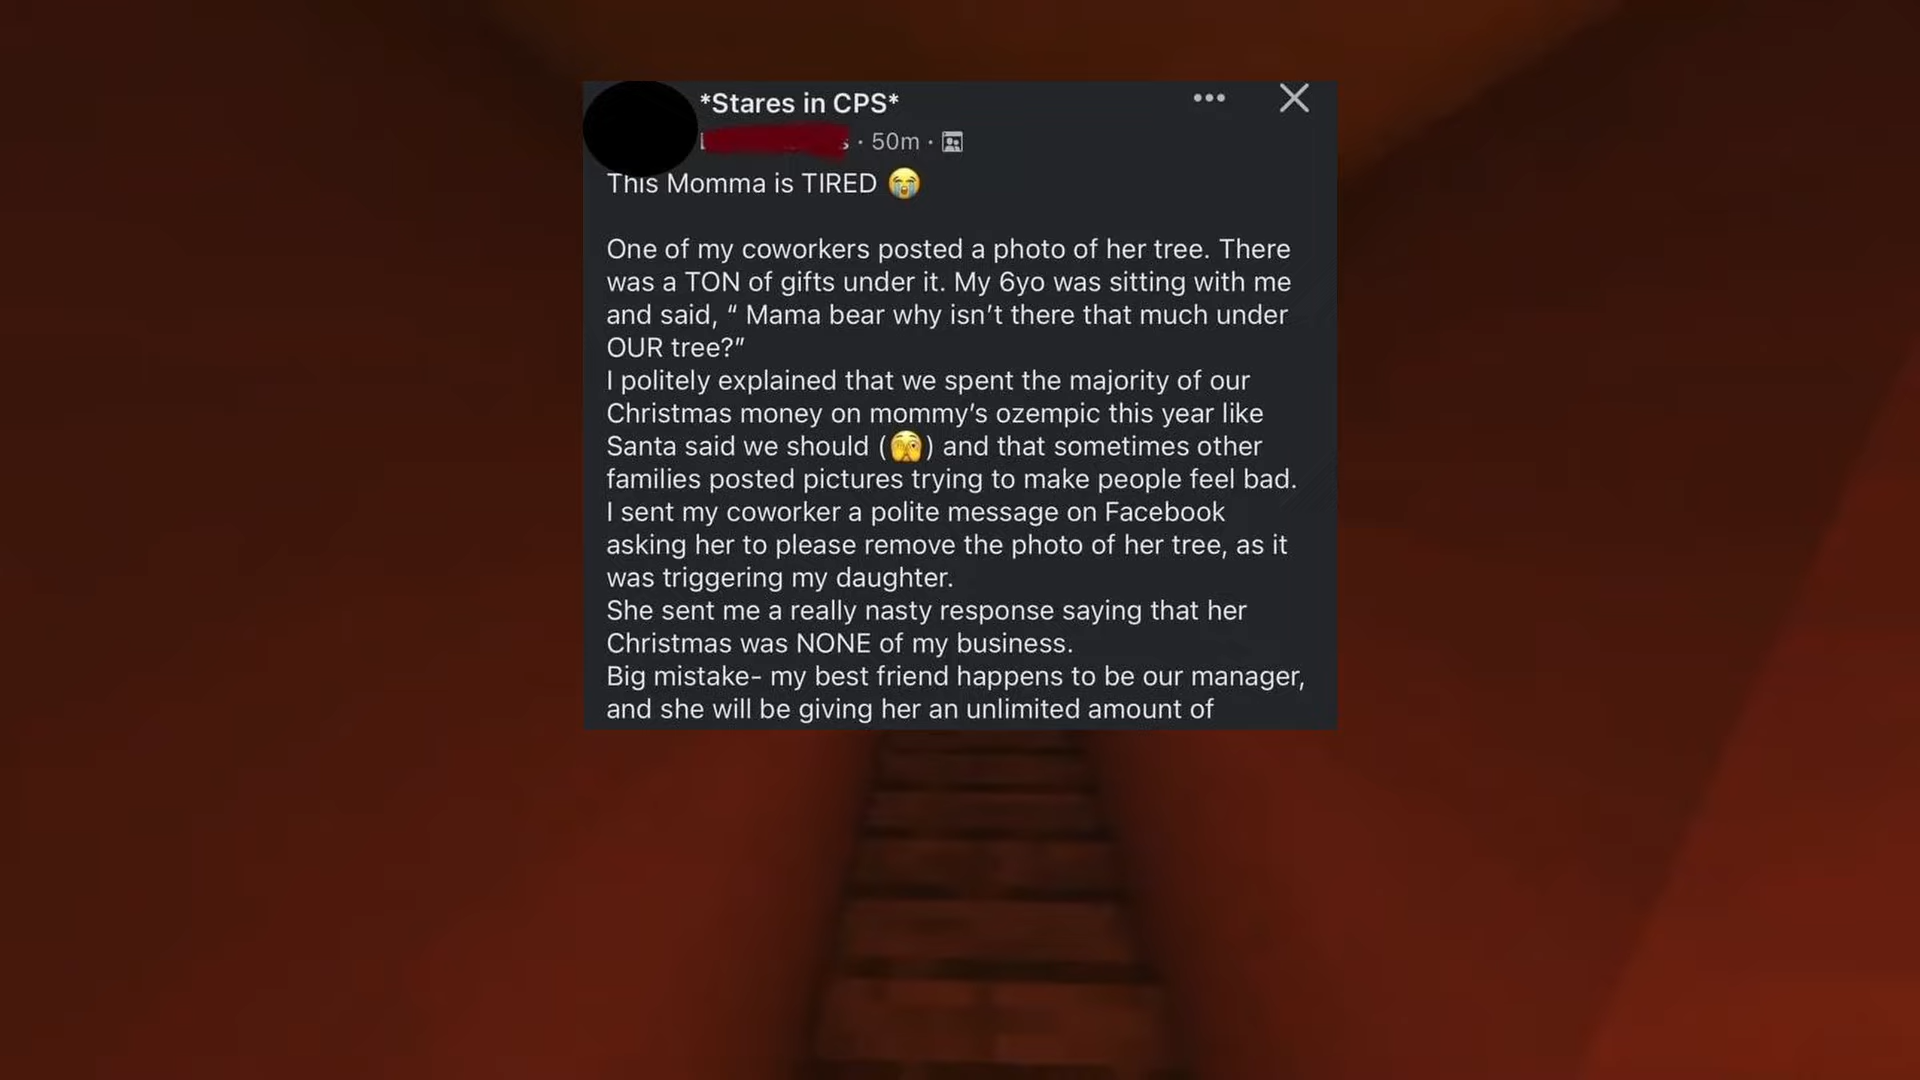 *Stares in CPS*
· 50m ·
This Momma is TIRED 😭
One of my coworkers posted a photo of her tree. There
was a TON of gifts under it. My 6yo was sitting with me
and said, “ Mama bear why isn’t there that much under
OUR tree?”
I politely explained that we spent the majority of our
Christmas money on mommy’s ozempic this year like
Santa said we should (🫣) and that sometimes other
families posted pictures trying to make people feel bad.
I sent my coworker a polite message on Facebook
asking her to please remove the photo of her tree, as it
was triggering my daughter.
She sent me a really nasty response saying that her
Christmas was NONE of my business.
Big mistake- my best friend happens to be our manager,
and she will be giving her an unlimited amount of